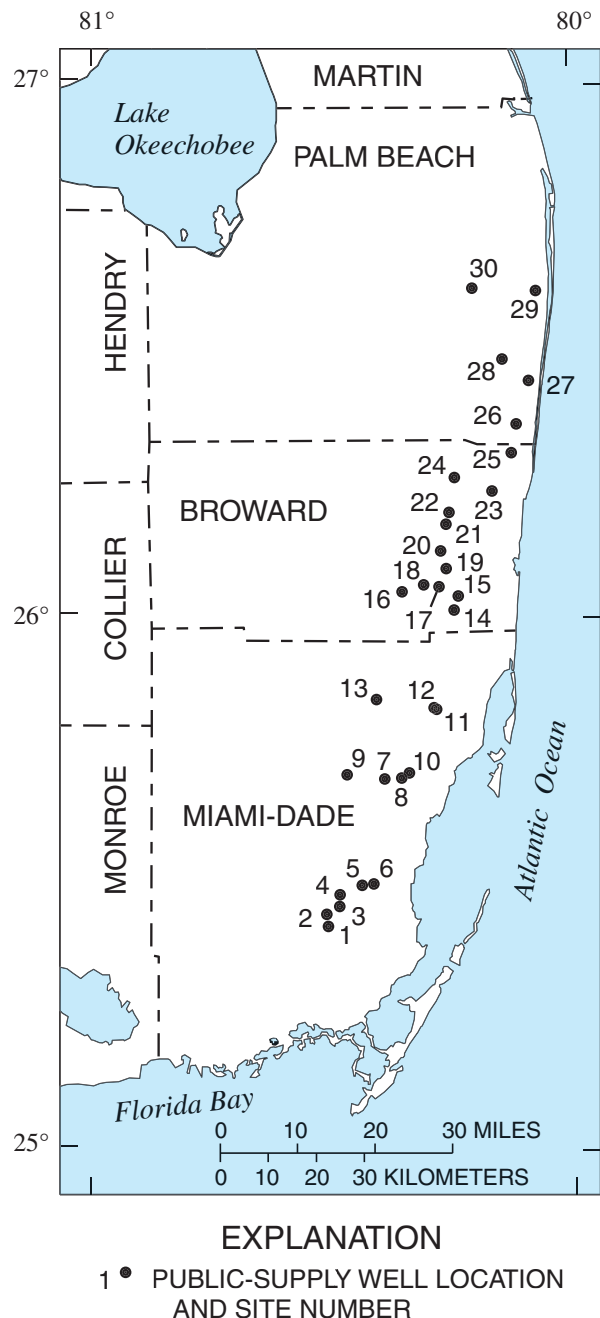 81° 80°
27°
MARTIN
Lake
Okeechobee
PALM BEACH
HENDRY
30
29
28
27
26
25
24
BROWARD
22
23
21
COLLIER
20
19
18
15
16
17
14
26°
13
12
11
Atlantic Ocean
9
7
10
8
MONROE
MIAMI-DADE
5
6
4
2
3
1
Florida Bay
0 10 20 30 MILES
25°
0 10 20 30 KILOMETERS
EXPLANATION
1 PUBLIC-SUPPLY WELL LOCATION
AND SITE NUMBER